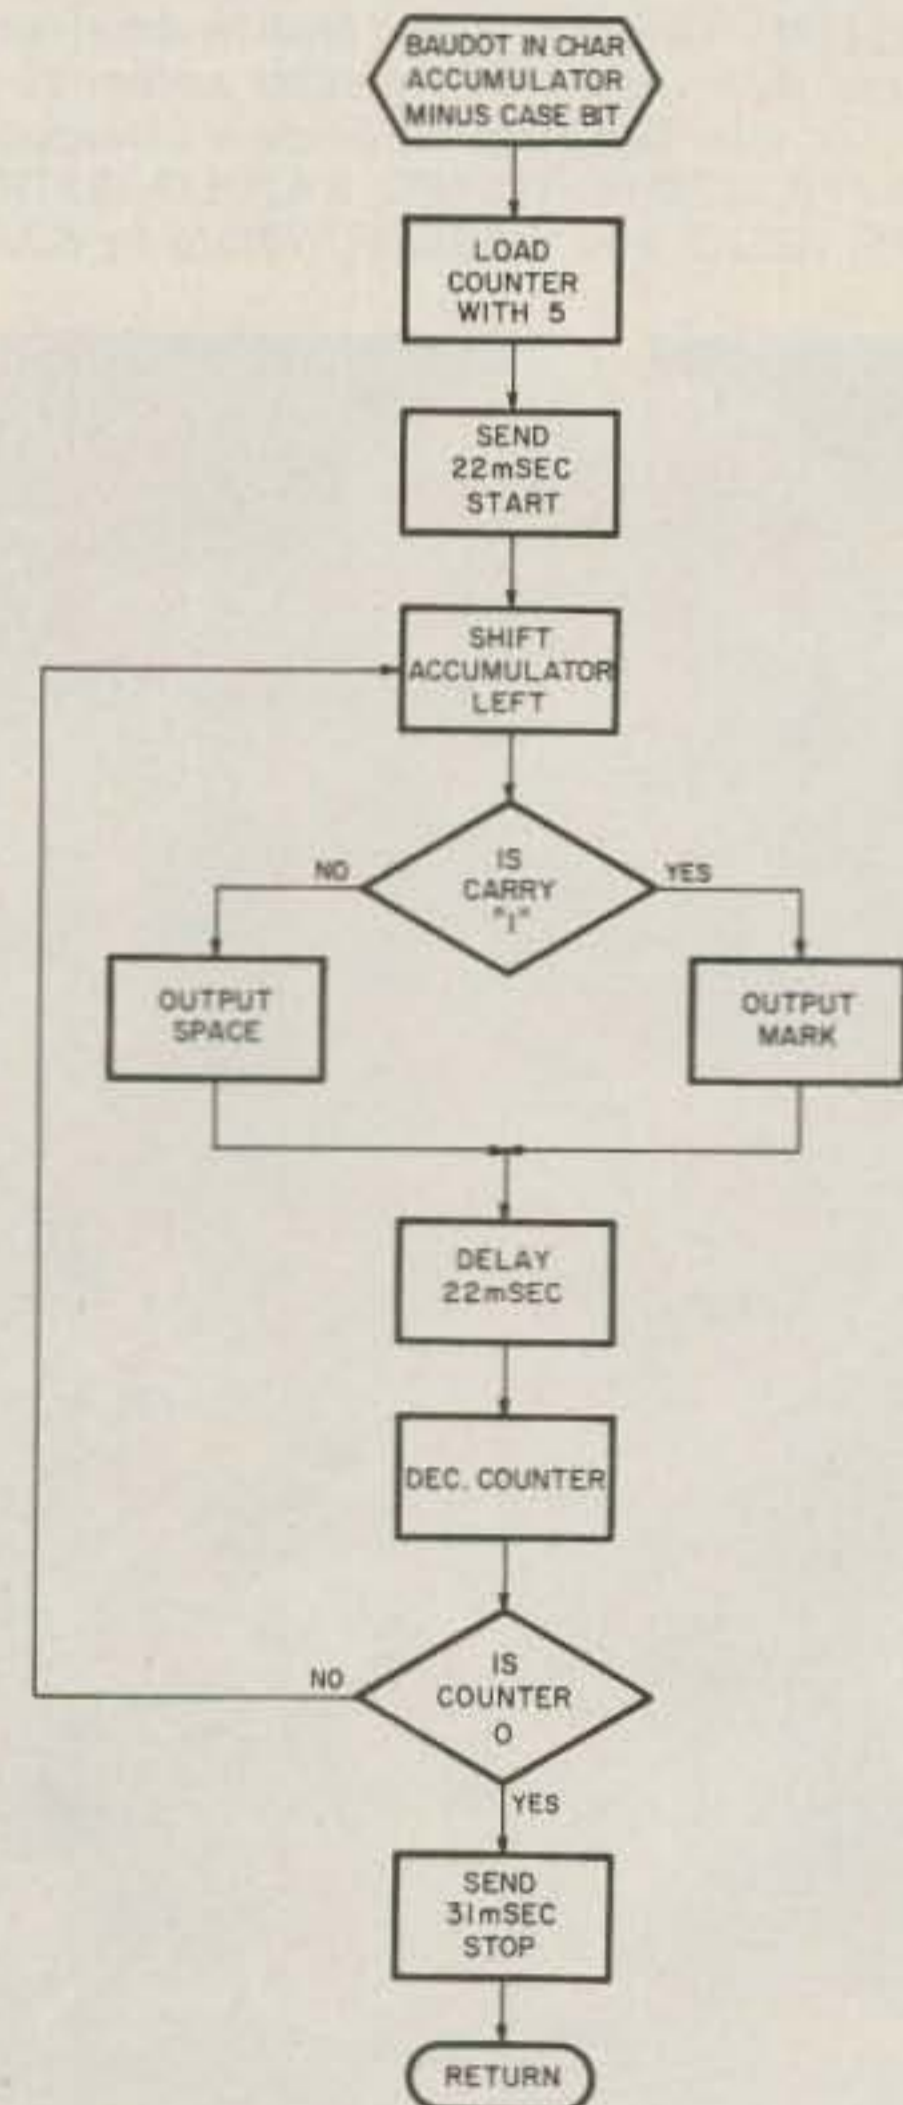 BAUDOT IN CHAR
ACCUMULATOR
MINUS CASE BIT
LOAD
COUNTER
WITH 5
SEND
22mSEC
START
SHIFT
ACCUMULATOR
LEFT
IS
CARRY
"1"
NO
YES
OUTPUT
SPACE
OUTPUT
MARK
DELAY
22mSEC
DEC. COUNTER
IS
COUNTER
0
NO
YES
SEND
31mSEC
STOP
RETURN